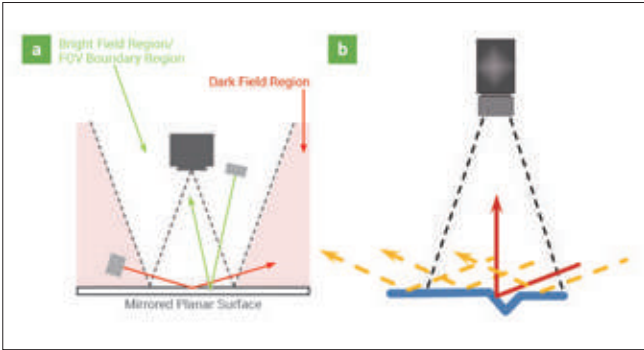 a
Bright Field Region/
FOV Boundary Region
Dark Field Region
Mirrored Planar Surface
b